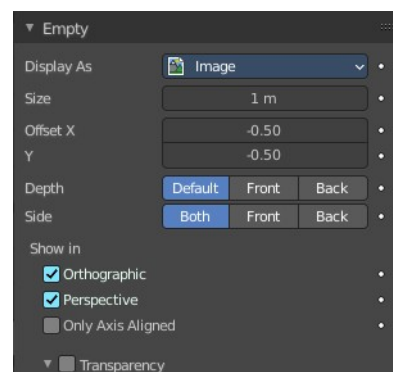 Empty
Display As Image
Size 1 m
Offset X -0.50
Y -0.50
Depth Default Front Back
Side Both Front Back
Show in
Orthographic
Perspective
Only Axis Aligned
Transparency